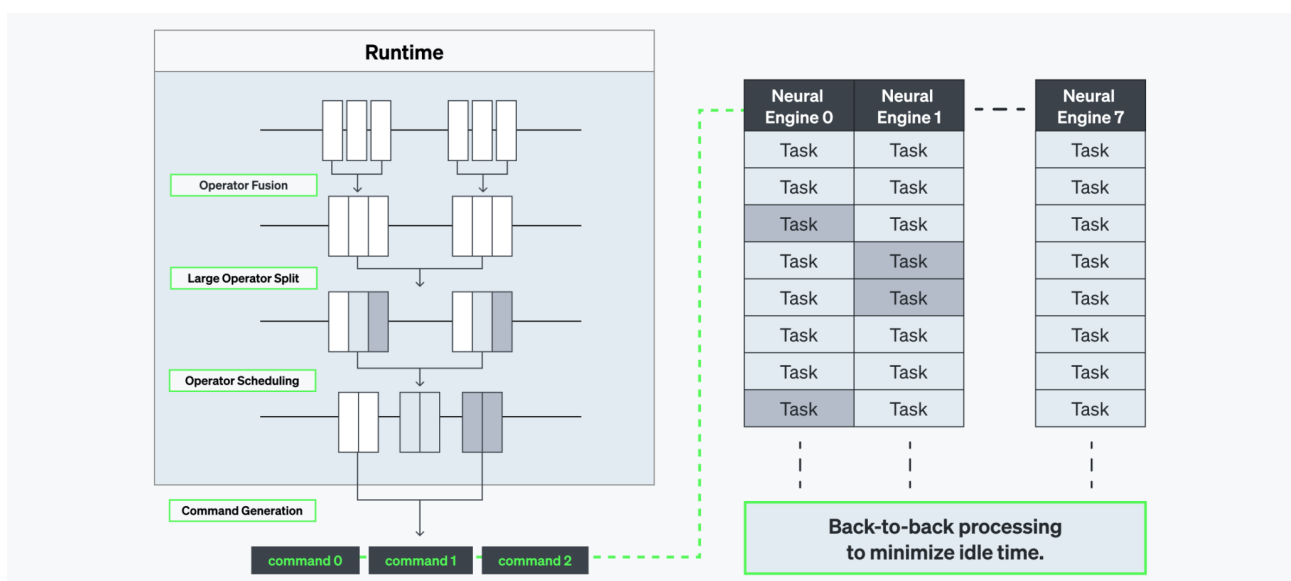 Runtime
Operator Fusion
Large Operator Split
Operator Scheduling
Command Generation
command 0
command 1
command 2
Neural
Engine 0
Neural
Engine 1
Neural
Engine 7
Task Task Task
Task Task Task
Task Task Task
Task Task Task
Task Task Task
Task Task Task
Task Task Task
Task Task Task
Back-to-back processing
to minimize idle time.